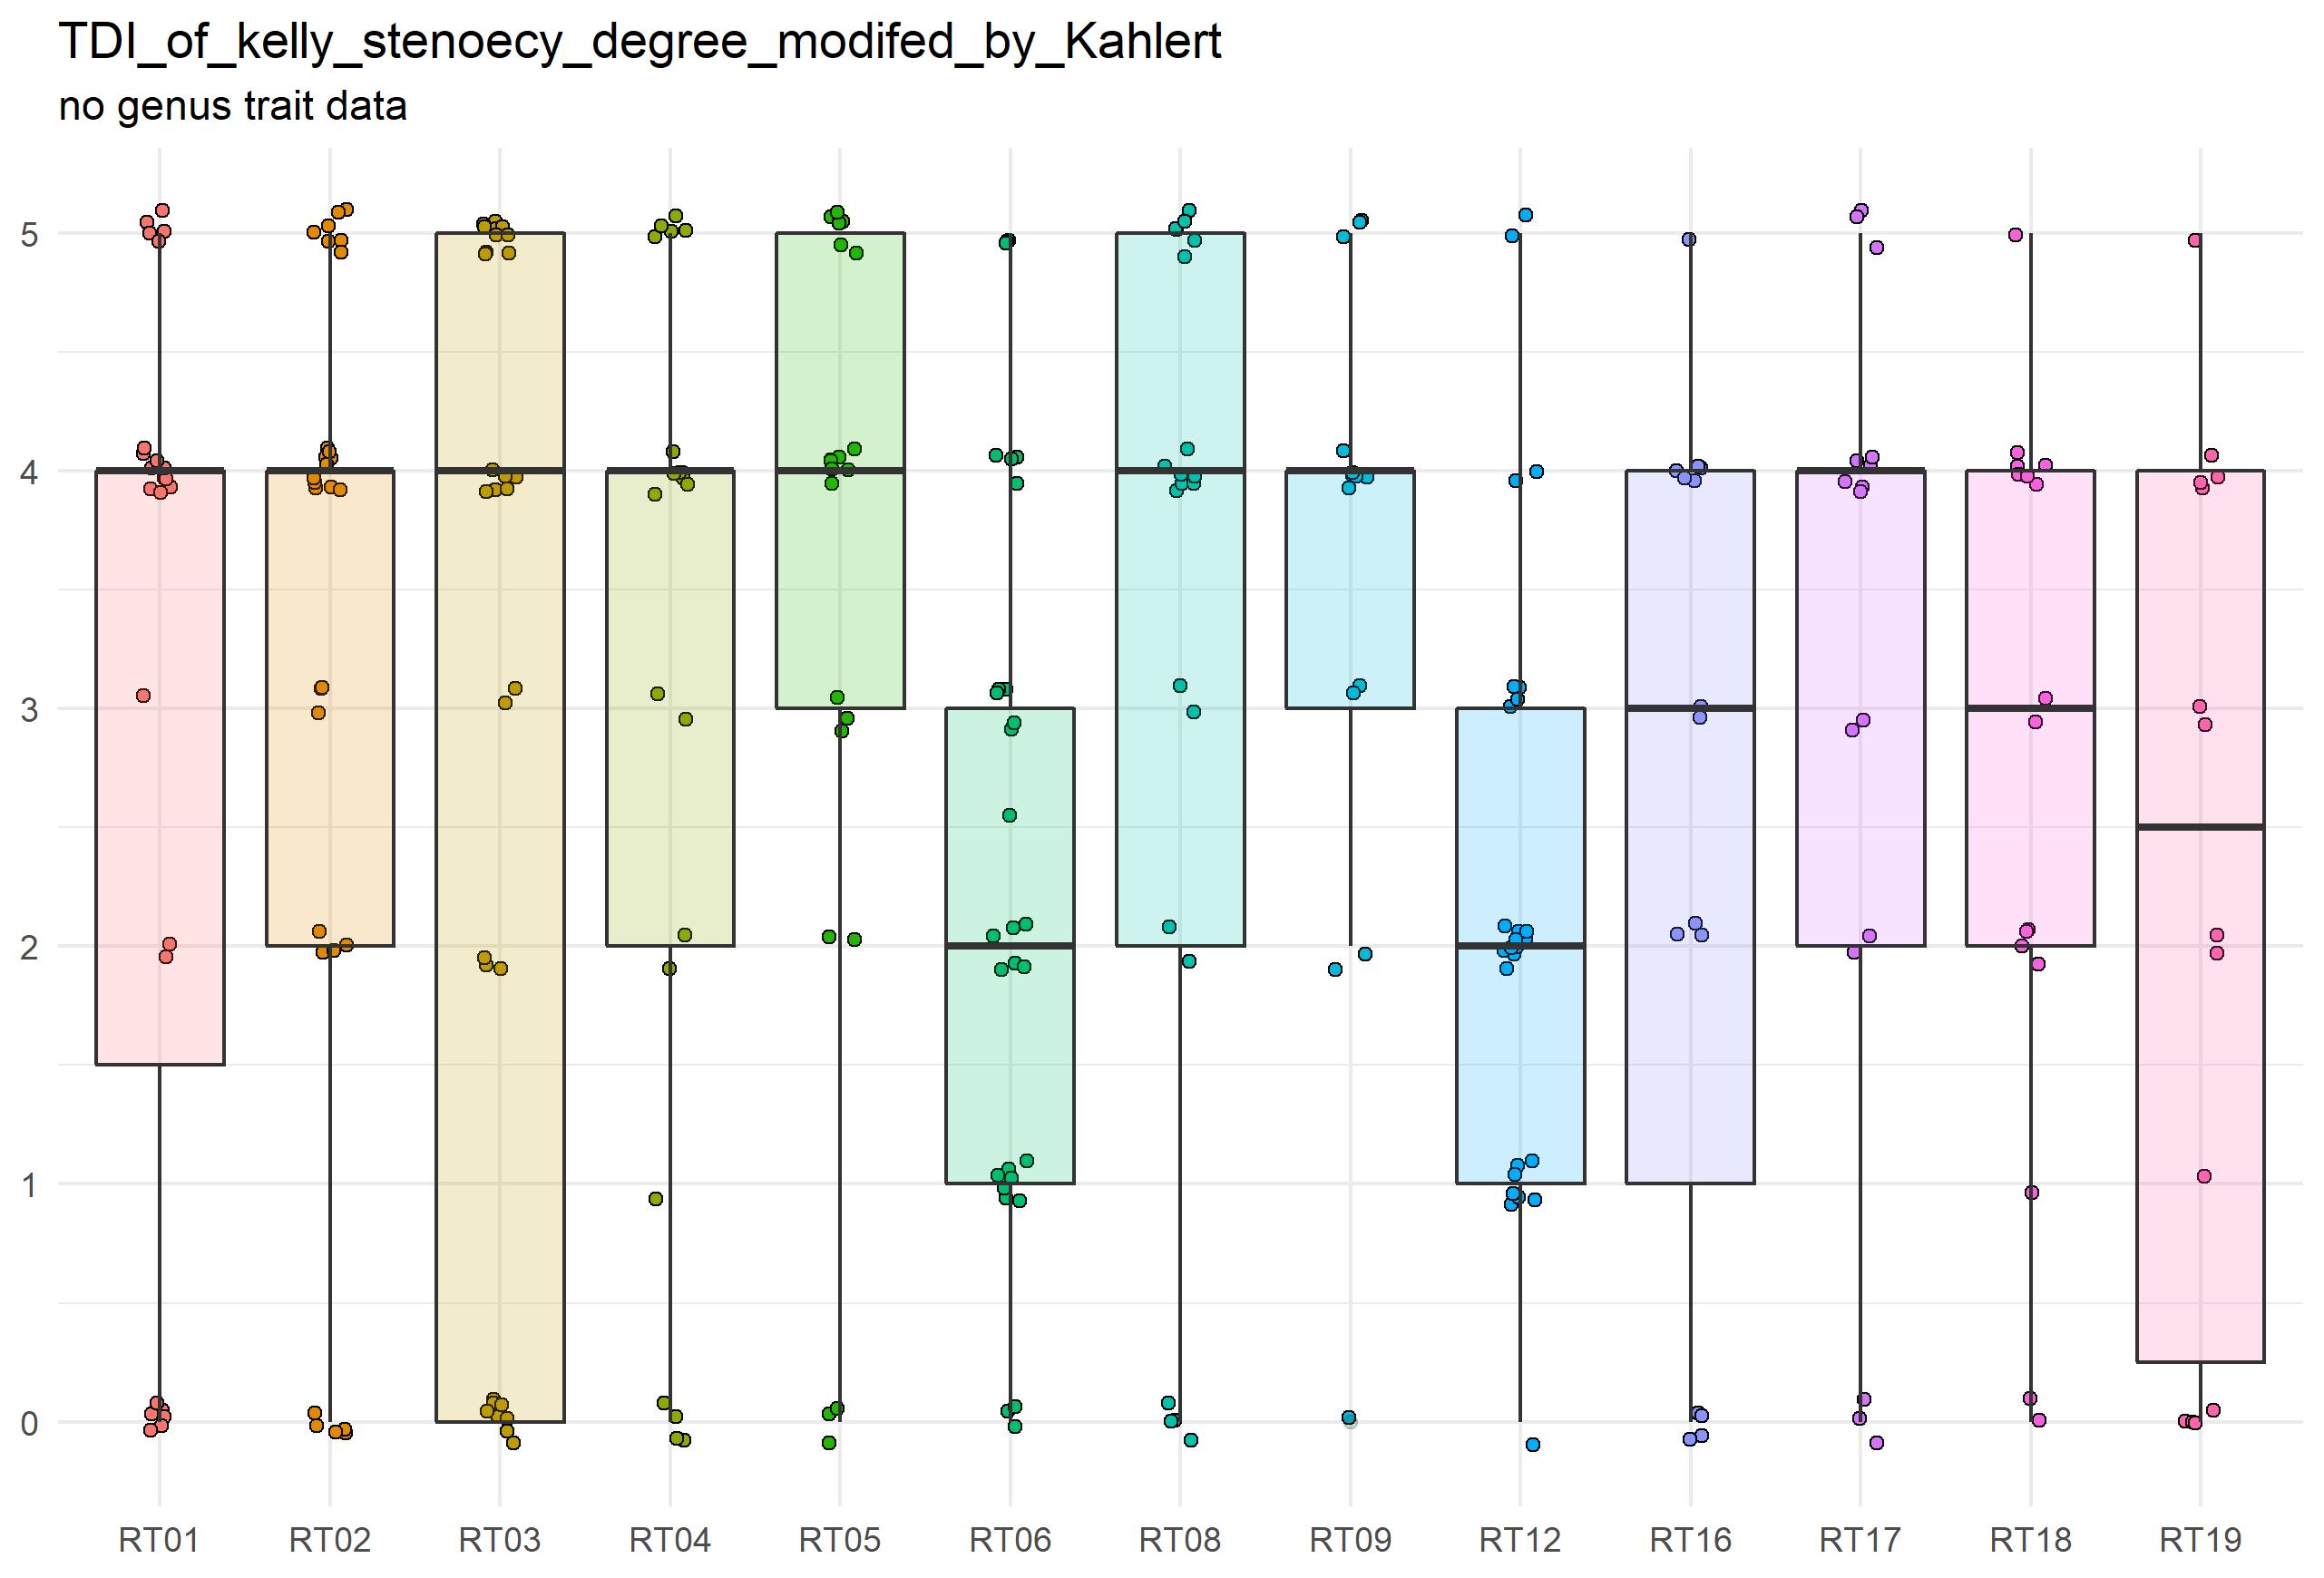 TDI_of_kelly_stenoecy_degree_modifed_by_Kahlert
no genus trait data
5
4
3
2
1
0
RT01 RT02 RT03 RT04 RT05 RT06 RT08 RT09 RT12 RT16 RT17 RT18 RT19